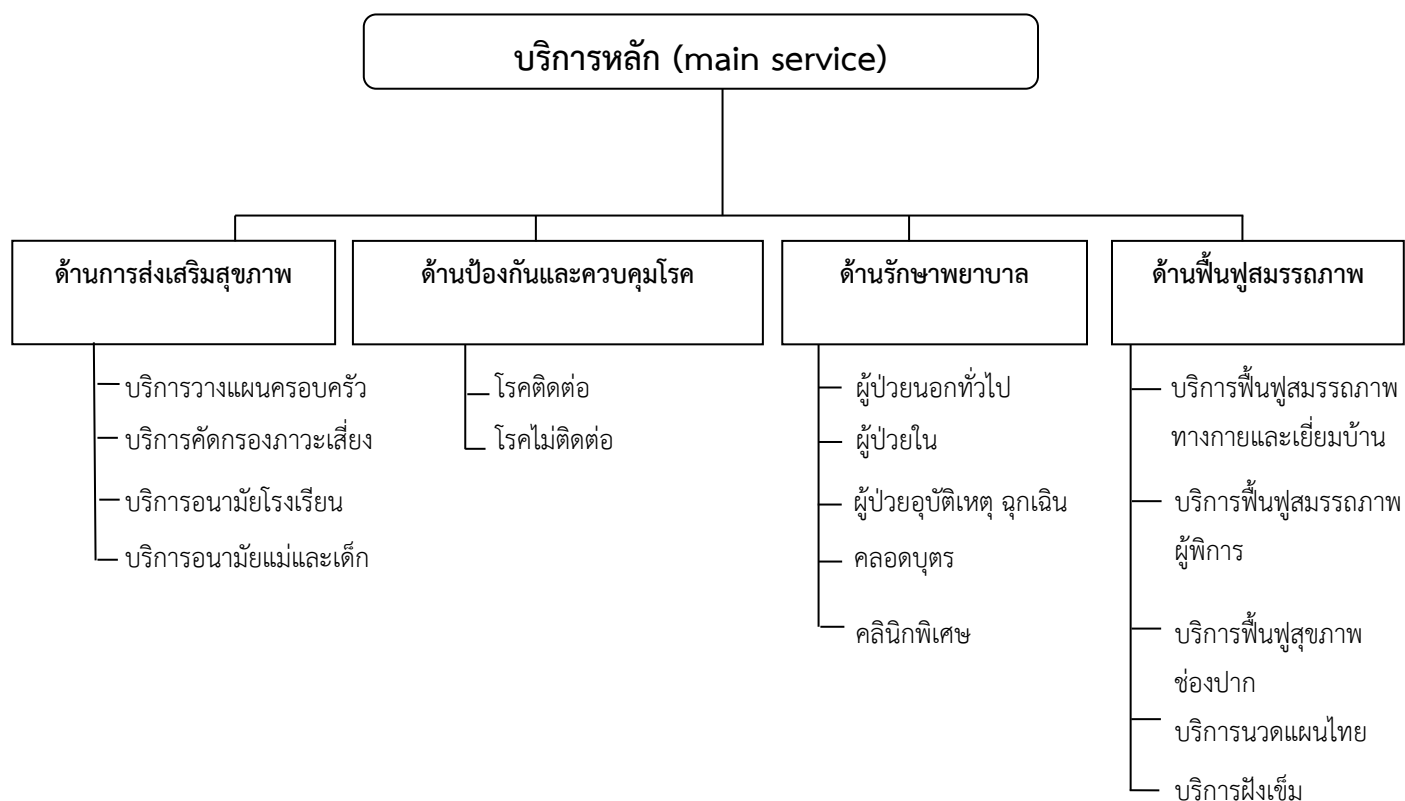 บริการหลัก (main service)
ด้านการส่งเสริมสุขภาพ
บริการวางแผนครอบครัว
บริการคัดกรองภาวะเสี่ยง
บริการอนามัยโรงเรียน
บริการอนามัยแม่และเด็ก
ด้านป้องกันและควบคุมโรค
โรคติดต่อ
โรคไม่ติดต่อ
ด้านรักษาพยาบาล
ผู้ป่วยนอกทั่วไป
ผู้ป่วยใน
ผู้ป่วยอุบัติเหตุ ฉุกเฉิน
คลอดบุตร
คลินิกพิเศษ
ด้านฟื้นฟูสมรรถภาพ
บริการฟื้นฟูสมรรถภาพ
ทางกายและเยี่ยมบ้าน
บริการฟื้นฟูสมรรถภาพ
ผู้พิการ
บริการฟื้นฟูสุขภาพ
ช่องปาก
บริการนวดแผนไทย
บริการฝังเข็ม